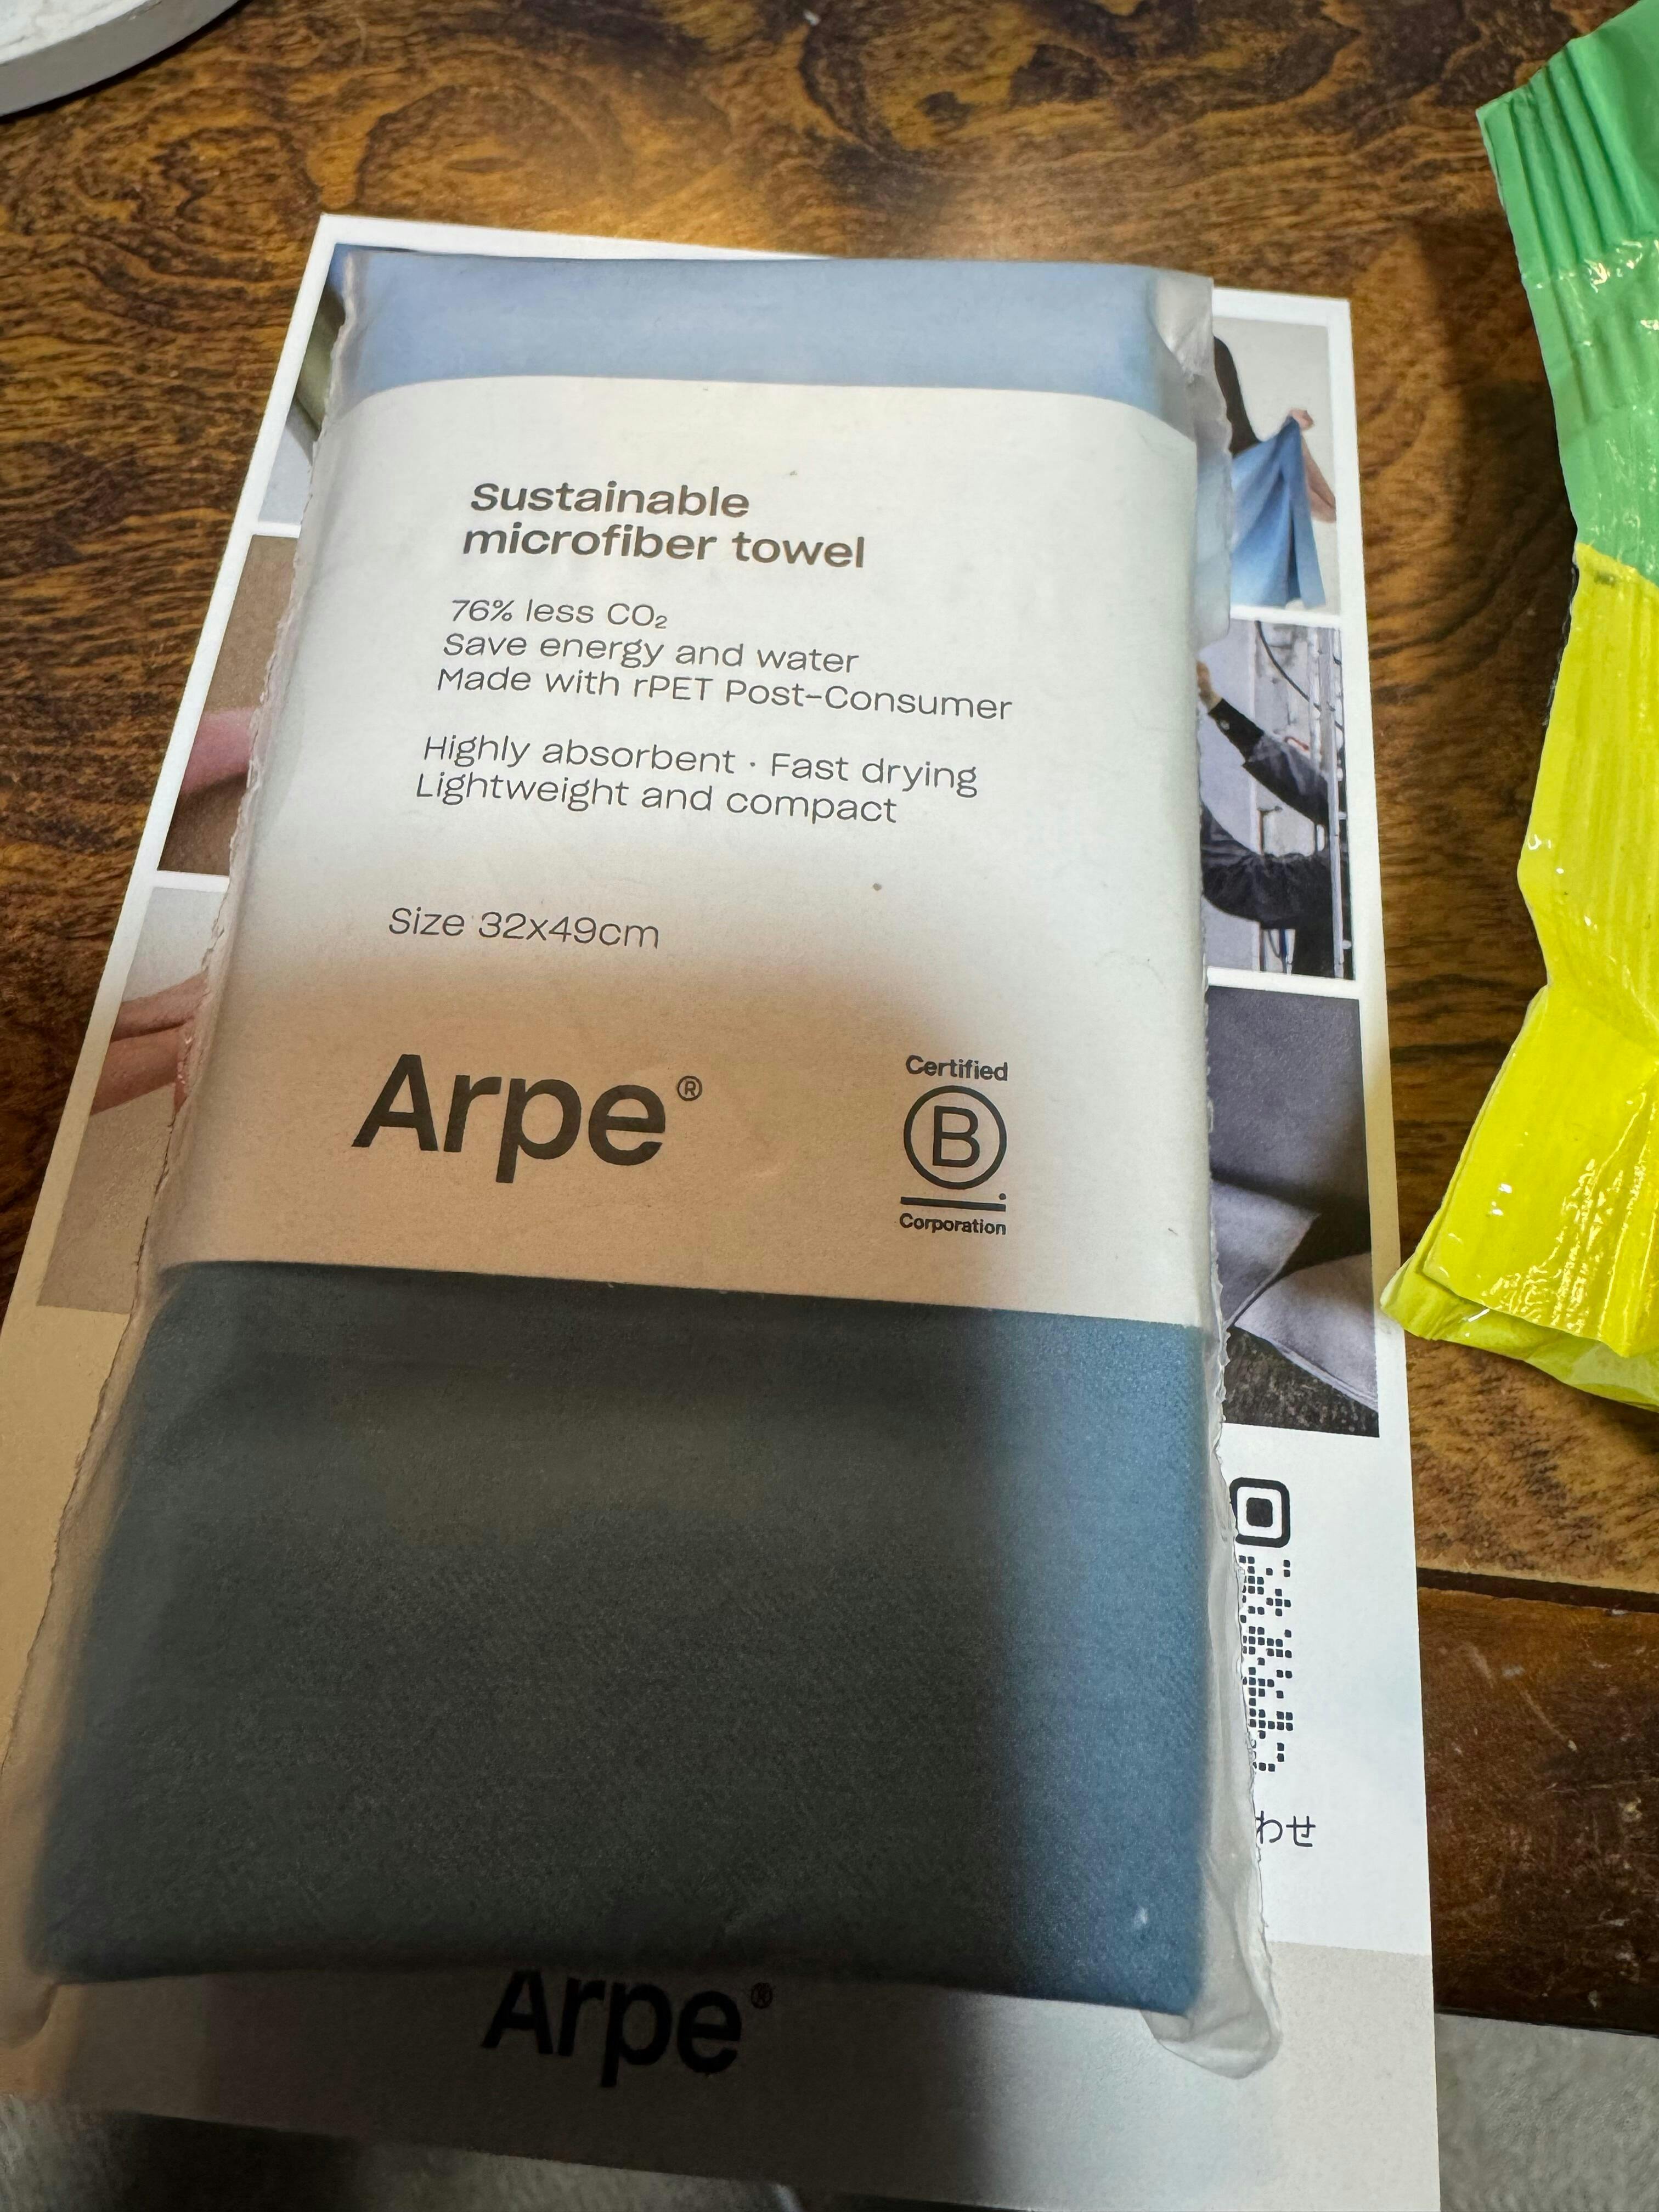 Sustainable
microfiber towel
76% less CO₂
Save energy and water
Made with rPET Post-Consumer
Highly absorbent · Fast drying
Lightweight and compact
Size 32x49cm
Arpe®
Certified
B
Corporation
わせ
Arpe®